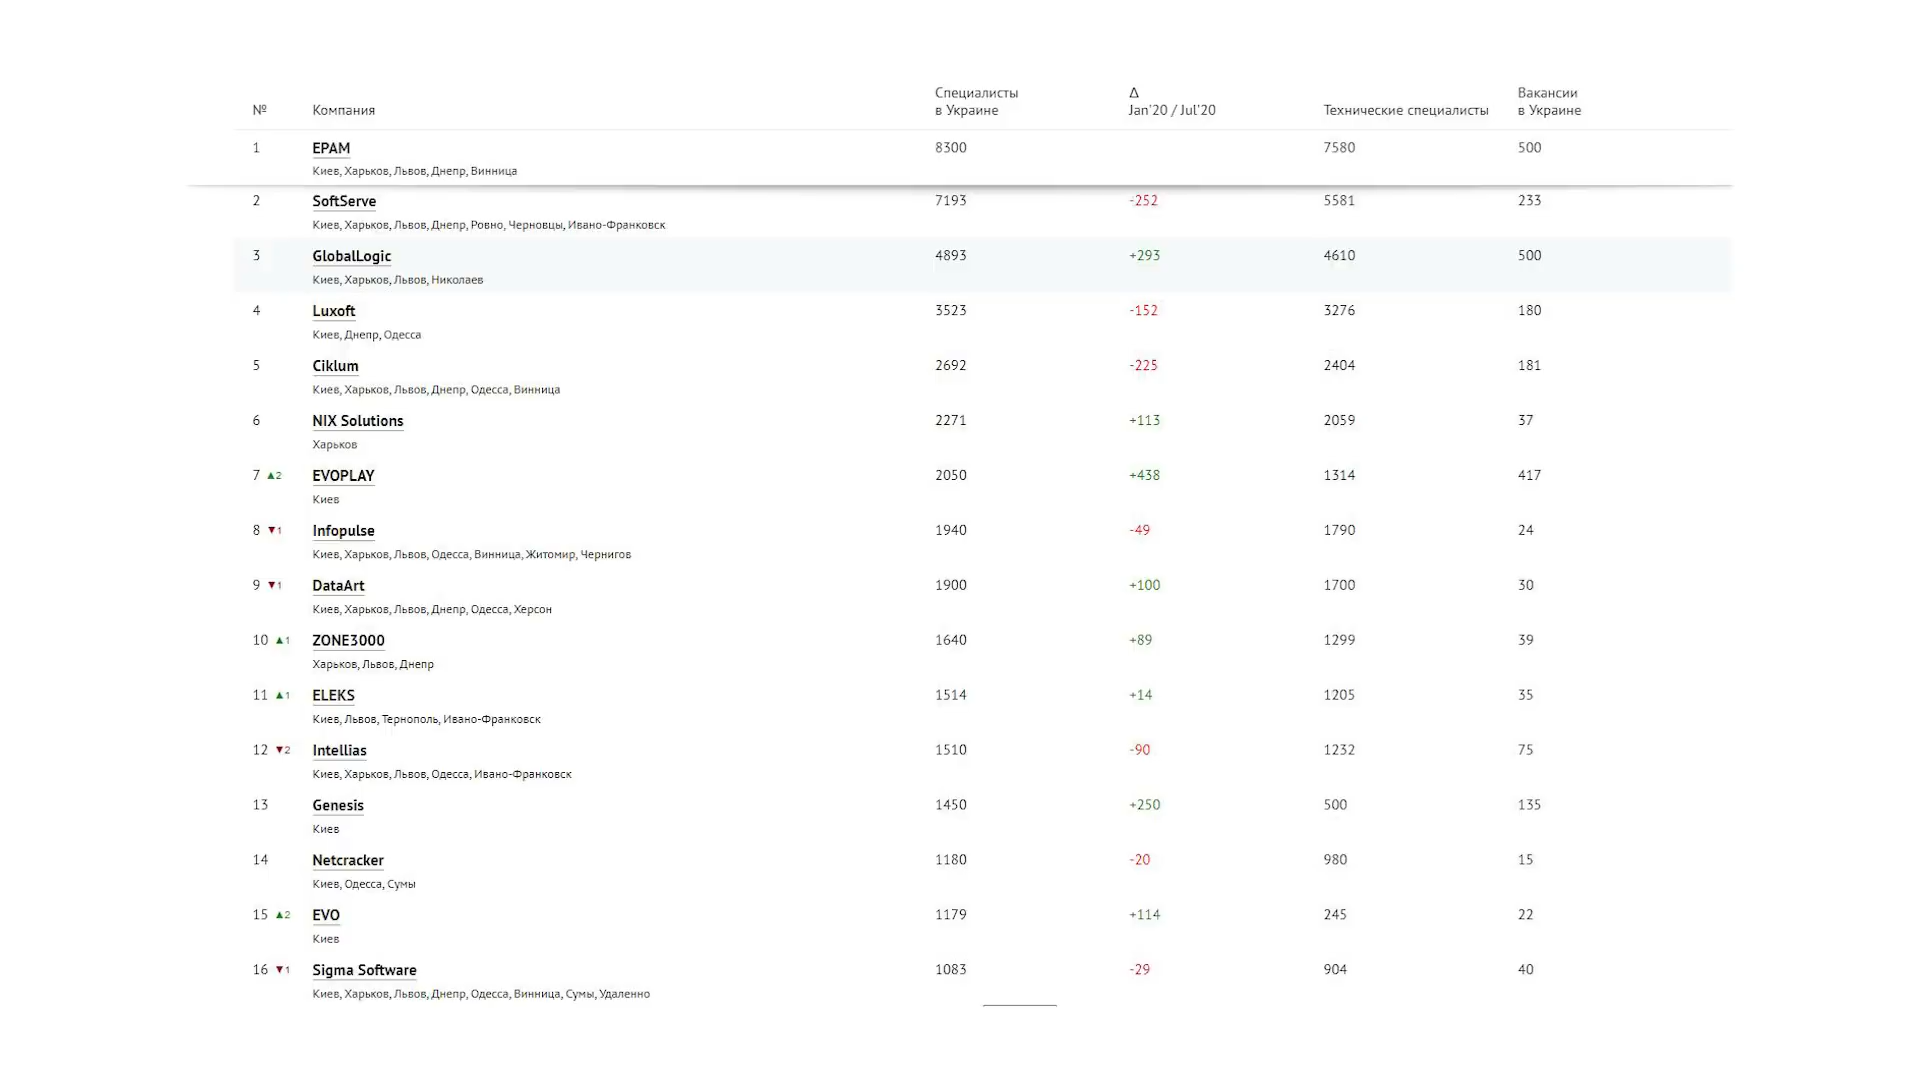 № Компания Специалисты в Украине Δ Jan'20 / Jul'20 Технические специалисты Вакансии в Украине
1 EPAM 8300 7580 500
Киев, Харьков, Львов, Днепр, Винница
2 SoftServe 7193 -252 5581 233
Киев, Харьков, Львов, Днепр, Ровно, Черновцы, Ивано-Франковск
3 GlobalLogic 4893 +293 4610 500
Киев, Харьков, Львов, Николаев
4 Luxoft 3523 -152 3276 180
Киев, Днепр, Одесса
5 Ciklum 2692 -225 2404 181
Киев, Харьков, Львов, Днепр, Одесса, Винница
6 NIX Solutions 2271 +113 2059 37
Харьков
7 ▲2 EVOPLAY 2050 +438 1314 417
Киев
8 ▼1 Infopulse 1940 -49 1790 24
Киев, Харьков, Львов, Одесса, Винница, Житомир, Чернигов
9 ▼1 DataArt 1900 +100 1700 30
Киев, Харьков, Львов, Днепр, Одесса, Херсон
10 ▲1 ZONE3000 1640 +89 1299 39
Харьков, Львов, Днепр
11 ▲1 ELEKS 1514 +14 1205 35
Киев, Львов, Тернополь, Ивано-Франковск
12 ▼2 Intellias 1510 -90 1232 75
Киев, Харьков, Львов, Одесса, Ивано-Франковск
13 Genesis 1450 +250 500 135
Киев
14 Netcracker 1180 -20 980 15
Киев, Одесса, Сумы
15 ▲2 EVO 1179 +114 245 22
Киев
16 ▼1 Sigma Software 1083 -29 904 40
Киев, Харьков, Львов, Днепр, Одесса, Винница, Сумы, Удаленно